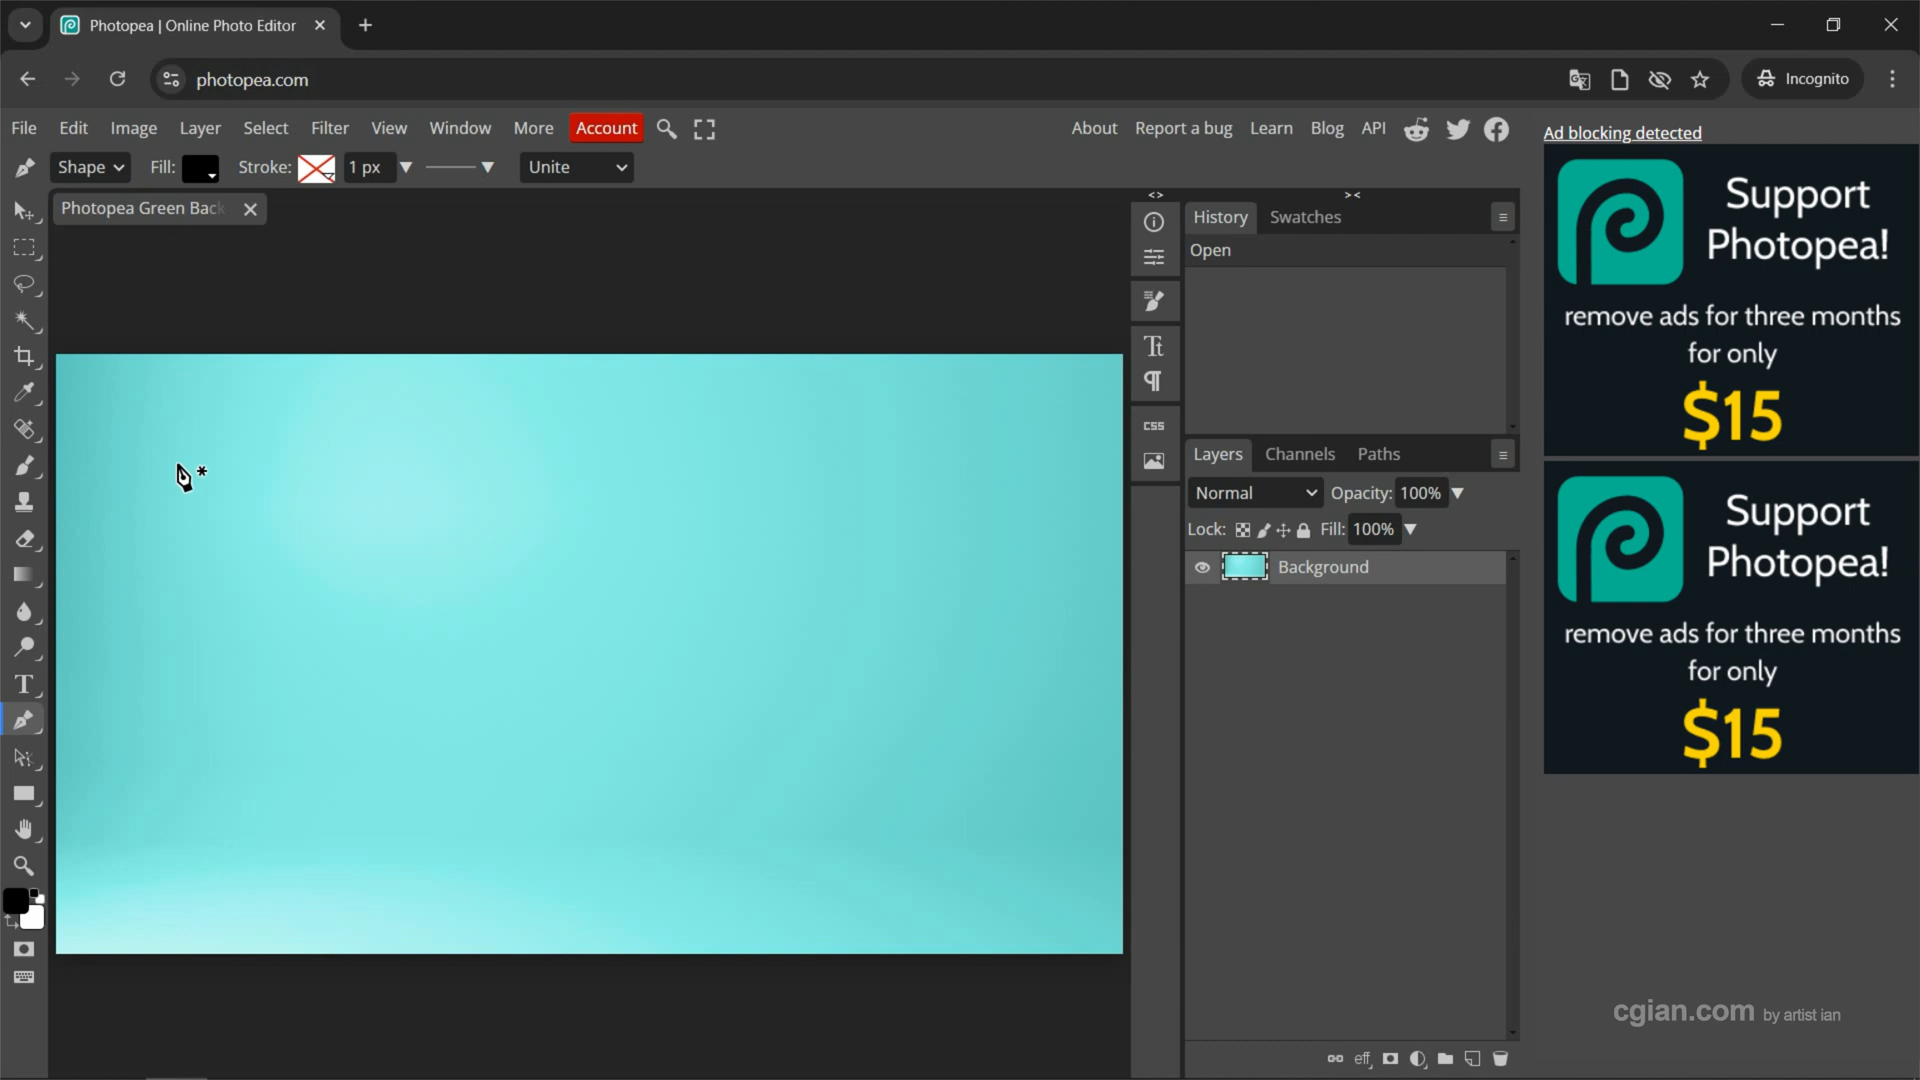 Photopea | Online Photo Editor
photopea.com
Incognito
File Edit Image Layer Select Filter View Window More Account
About Report a bug Learn Blog API
Shape Fill: Stroke: 1 px Unite
Photopea Green Back
History Swatches
Open
CSS
Layers Channels Paths
Normal Opacity: 100%
Lock: Fill: 100%
Background
eff
Ad blocking detected
Support
Photopea!
remove ads for three months
for only
$15
Support
Photopea!
remove ads for three months
for only
$15
cgian.com by artist ian